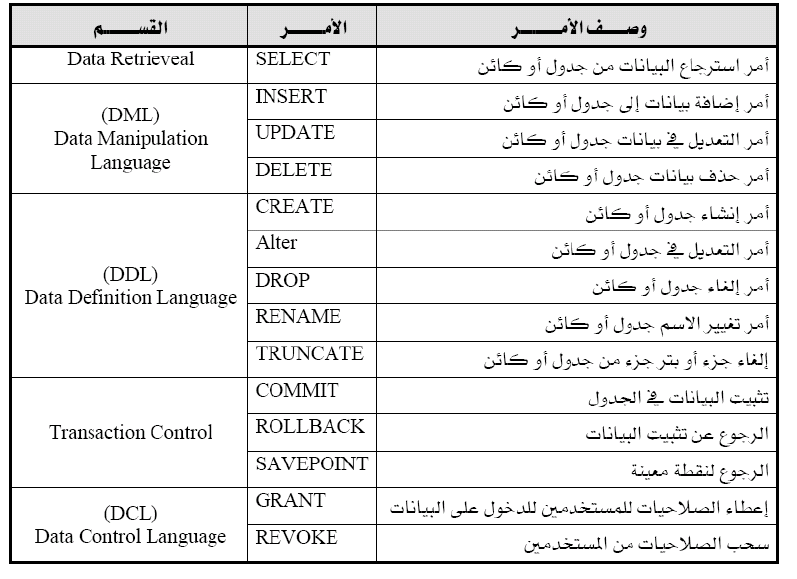 القسم الأمر وصف الأمر
Data Retrieveal SELECT أمر استرجاع البيانات من جدول أو كائن
(DML)
Data Manipulation
Language
INSERT أمر إضافة بيانات إلى جدول أو كائن
UPDATE أمر التعديل في بيانات جدول أو كائن
DELETE أمر حذف بيانات جدول أو كائن
(DDL)
Data Definition Language
CREATE أمر إنشاء جدول أو كائن
Alter أمر التعديل في جدول أو كائن
DROP أمر إلغاء جدول أو كائن
RENAME أمر تغيير الاسم جدول أو كائن
TRUNCATE إلغاء جزء أو بتر جزء من جدول أو كائن
Transaction Control
COMMIT تثبيت البيانات في الجدول
ROLLBACK الرجوع عن تثبيت البيانات
SAVEPOINT الرجوع لنقطة معينة
(DCL)
Data Control Language
GRANT إعطاء الصلاحيات للمستخدمين للدخول على البيانات
REVOKE سحب الصلاحيات من المستخدمين